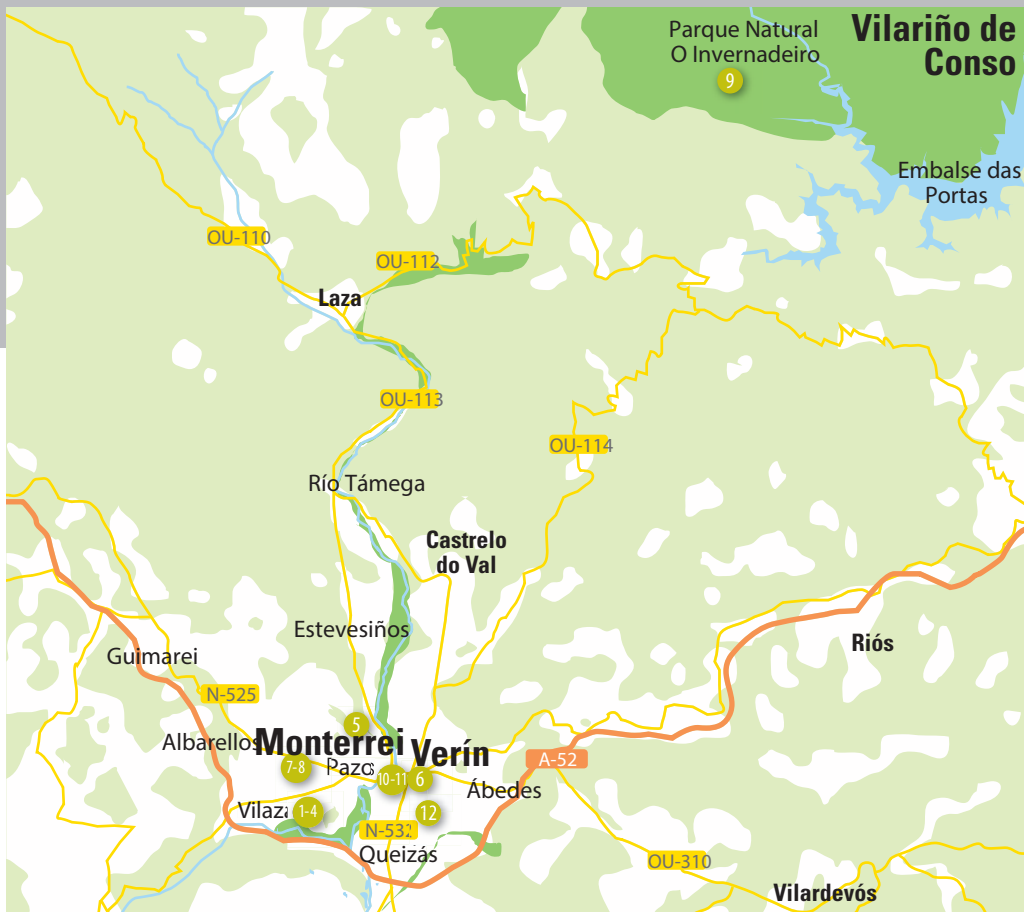 Parque Natural
O Invernadeiro
9
Vilariño de
Conso
Embalse das
Portas
OU-110
OU-112
Laza
OU-113
OU-114
Río Támega
Castrelo
do Val
Estevesiños
Riós
Guimarei
N-525
5
Albarellos
Monterrei
Verín
7-8
Pazos
10-11
6
A-52
Ábedes
Vilaza
1-4
12
N-532
Queizás
OU-310
Vilardevós